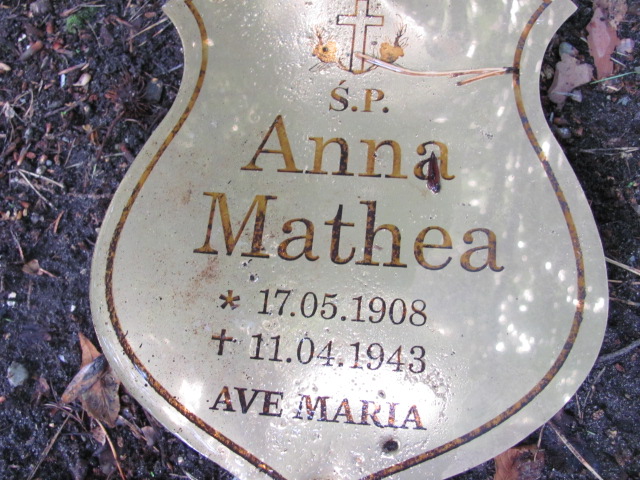 Ś.P.
Anna
Mathea
* 17.05.1908
† 11.04.1943
AVE MARIA